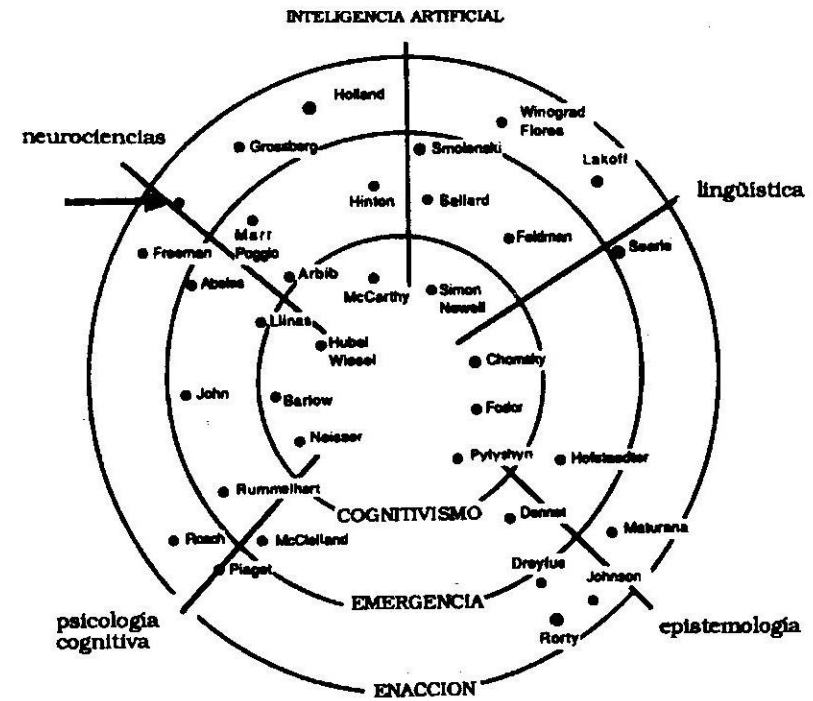 INTELIGENCIA ARTIFICIAL
Holland
Winograd
Flores
neurociencias
Grossberg
Smolenski
Lakoff
lingüística
Hinton
Ballard
Marr
Poggio
Feldman
Searle
Freeman
Abeles
Arbib
McCarthy
Simon
Newell
Llinas
Hubel
Wiesel
Chomsky
John
Barlow
Fodor
Neisser
Pylyshyn
Hofstaedter
Rummelhart
COGNITIVISMO
Dennet
Maturana
Rosch
McClelland
Piaget
Dreyfus
Johnson
EMERGENCIA
psicología
cognitiva
Rorty
epistemología
ENACCION